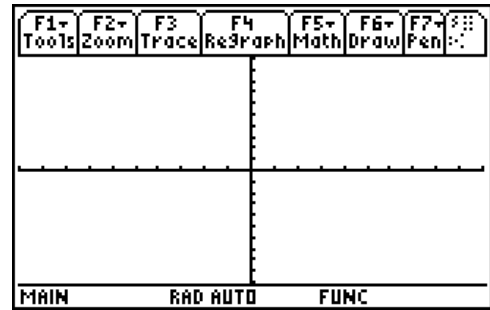 F1 F2 F3 F4 F5 F6 F7
Tools Zoom Trace ReGraph Math Draw Pen
MAIN RAD AUTO FUNC